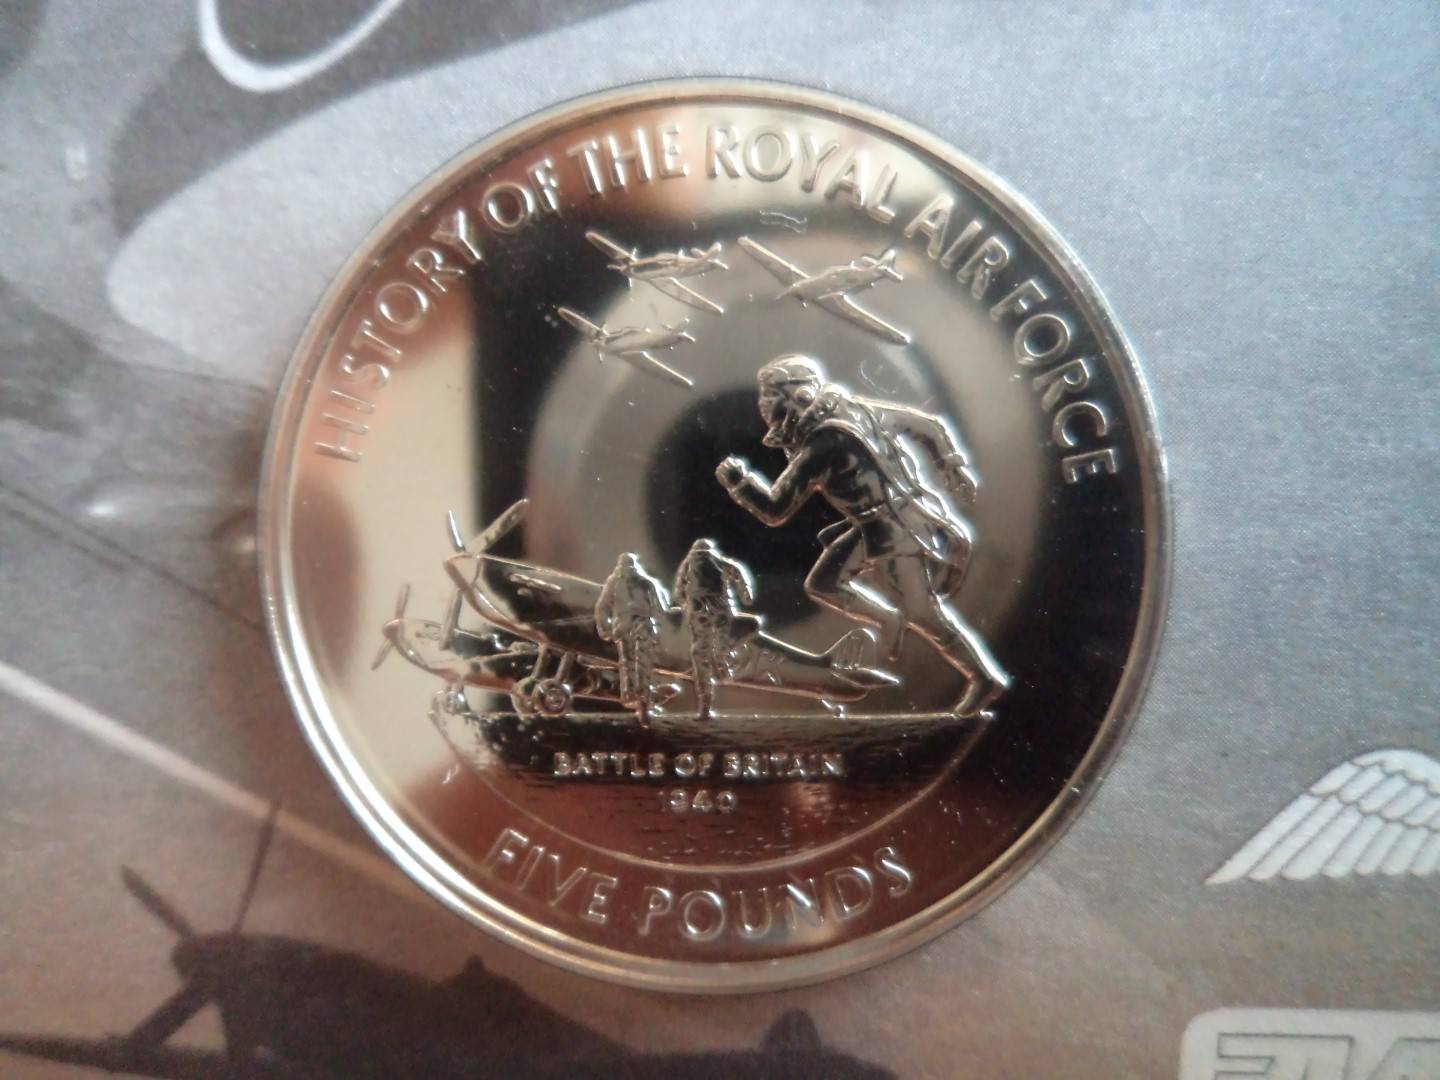 HISTORY OF THE ROYAL AIR FORCE
BATTLE OF BRITAIN
1940
FIVE POUNDS